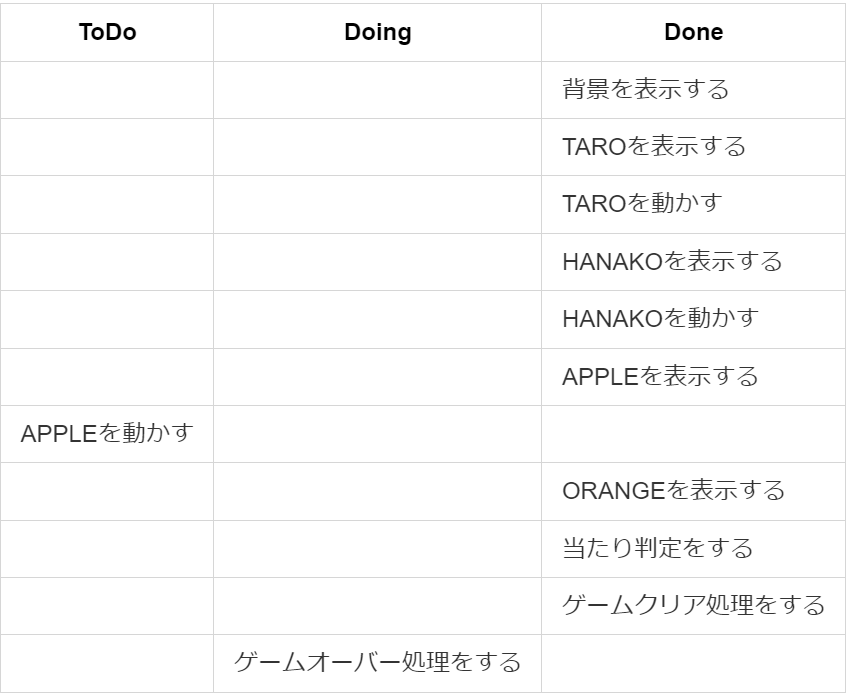 ToDo Doing Done
背景を表示する
TAROを表示する
TAROを動かす
HANAKOを表示する
HANAKOを動かす
APPLEを表示する
APPLEを動かす
ORANGEを表示する
当たり判定をする
ゲームクリア処理をする
ゲームオーバー処理をする